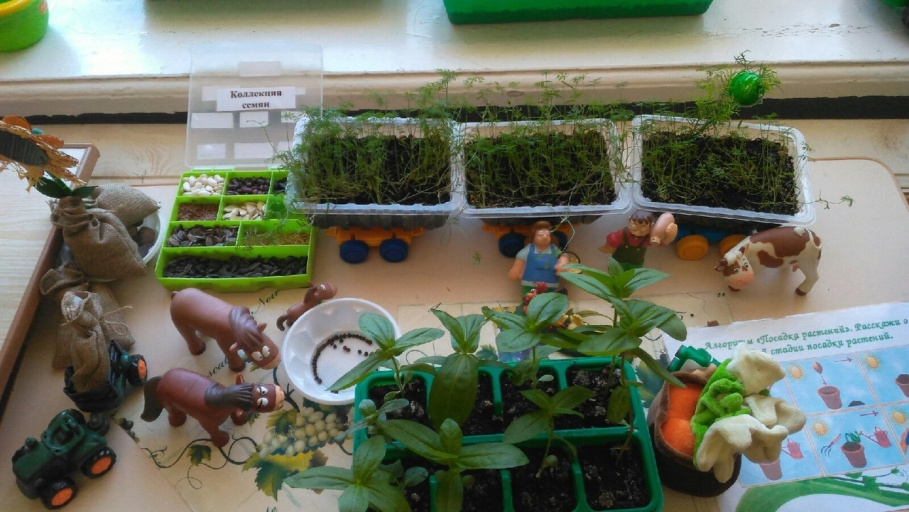 Коллекция
семян
Алгоритм «Посадка растений». Расскажи о
стадии посадки растений.